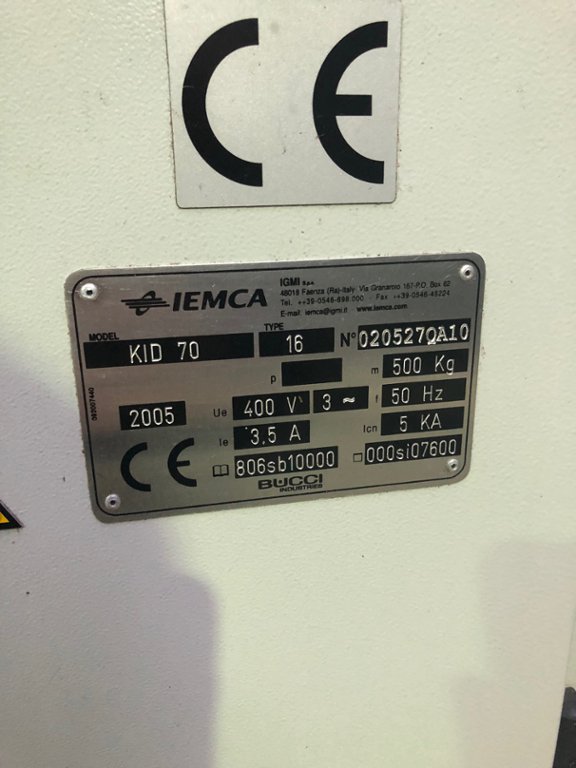 CE
IEMCA
IGMI s.p.a.
48018 Faenza (Ra)-Italy Via Granarolo 167-P.O. Box 62
Tel. ++39-0546-698.000 · Fax ++39-0546-46224
E-mail. iemca@igmi.it www.iemca.com
MODEL KID 70 TYPE 16 N° 020527QA10
p m 500 Kg
2005 Ue 400 V 3 ~ f 50 Hz
Ie 3.5 A Icn 5 KA
CE 806sb10000 000si07600
BUCCI
INDUSTRIES